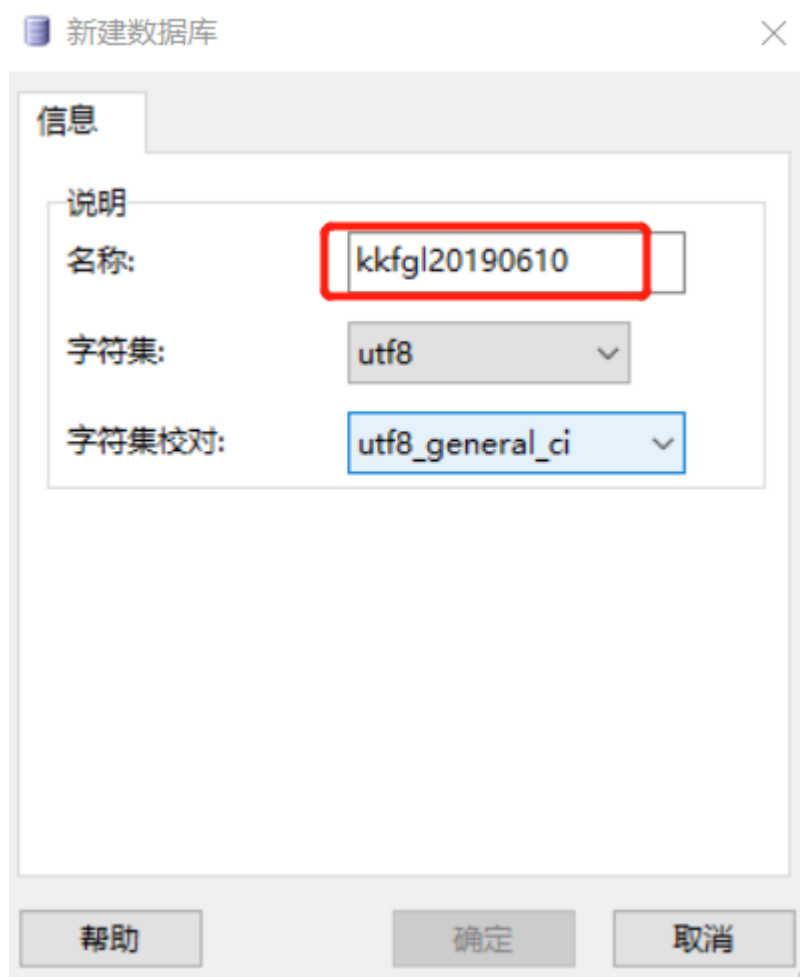 新建数据库
信息
说明
名称: kkfgl20190610
字符集: utf8
字符集校对: utf8_general_ci
帮助 确定 取消